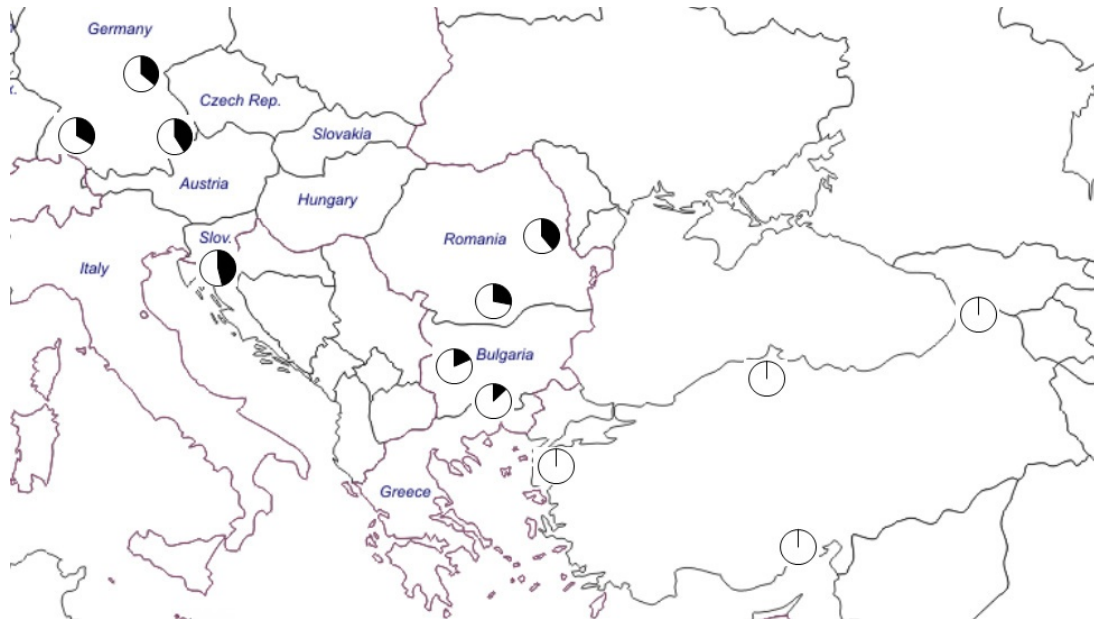 Germany
Czech Rep.
Slovakia
Austria
Hungary
Slov.
Romania
Italy
Bulgaria
Greece